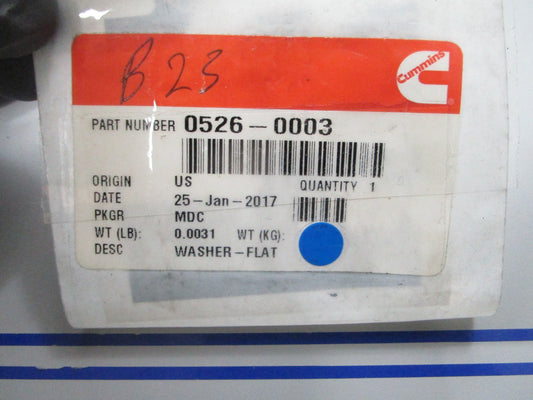 B23
Cummins
PART NUMBER 0526-0003
ORIGIN US QUANTITY 1
DATE 25-Jan-2017
PKGR MDC
WT (LB): 0.0031 WT (KG):
DESC WASHER-FLAT